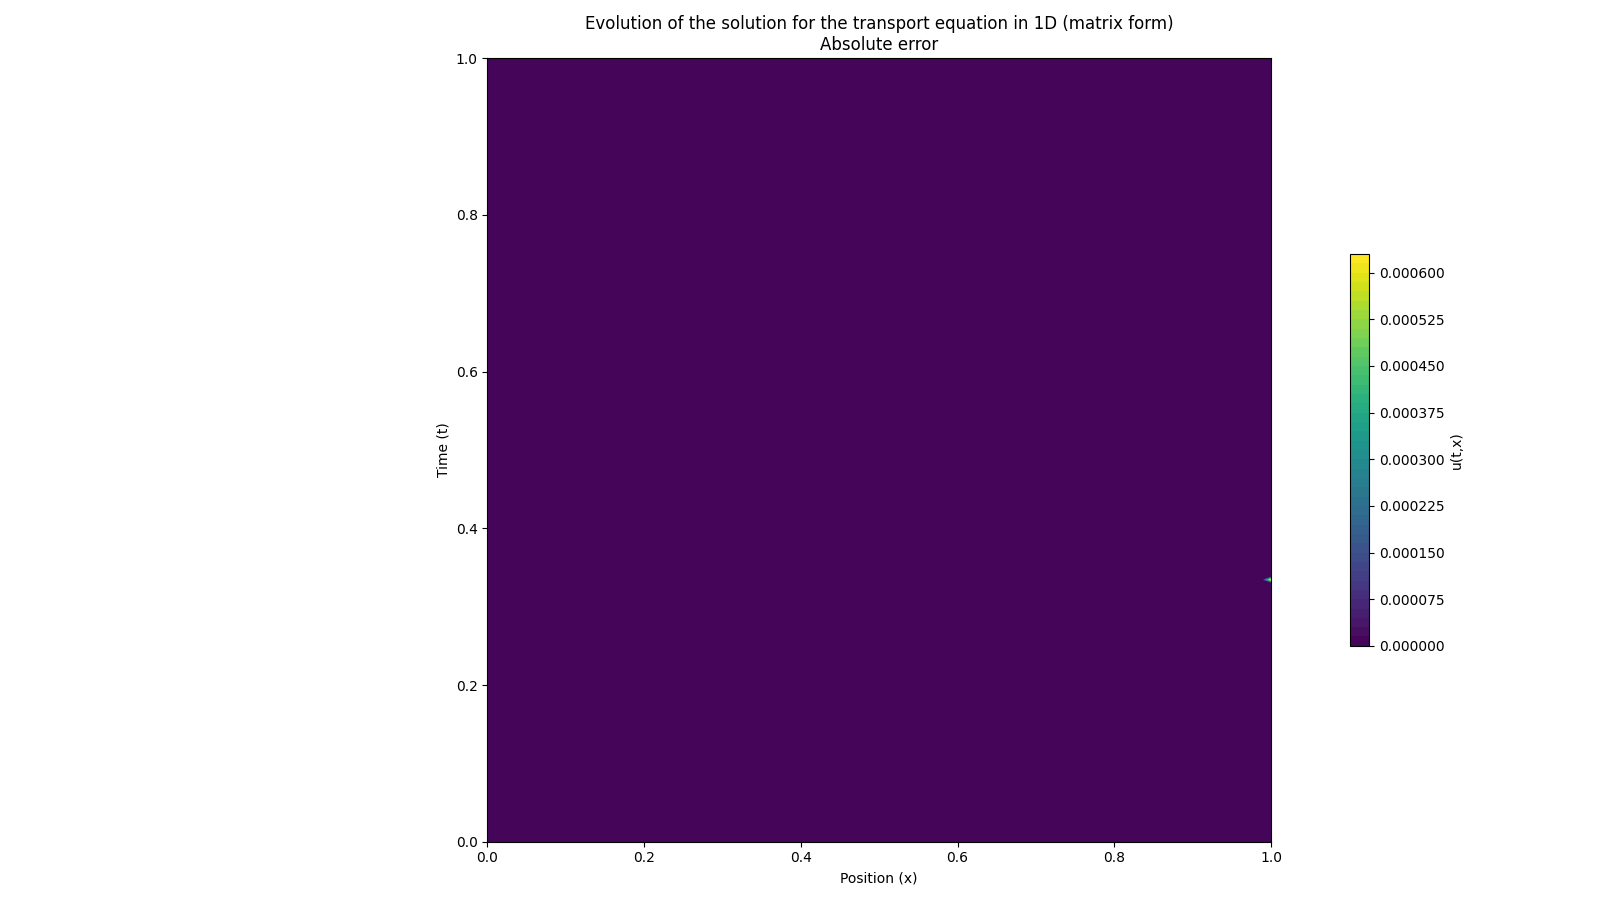 Evolution of the solution for the transport equation in 1D (matrix form)
Absolute error
1.0
0.8
0.6
0.4
0.2
0.0
Time (t)
0.0 0.2 0.4 0.6 0.8 1.0
Position (x)
0.000600
0.000525
0.000450
0.000375
0.000300
0.000225
0.000150
0.000075
0.000000
u(t,x)